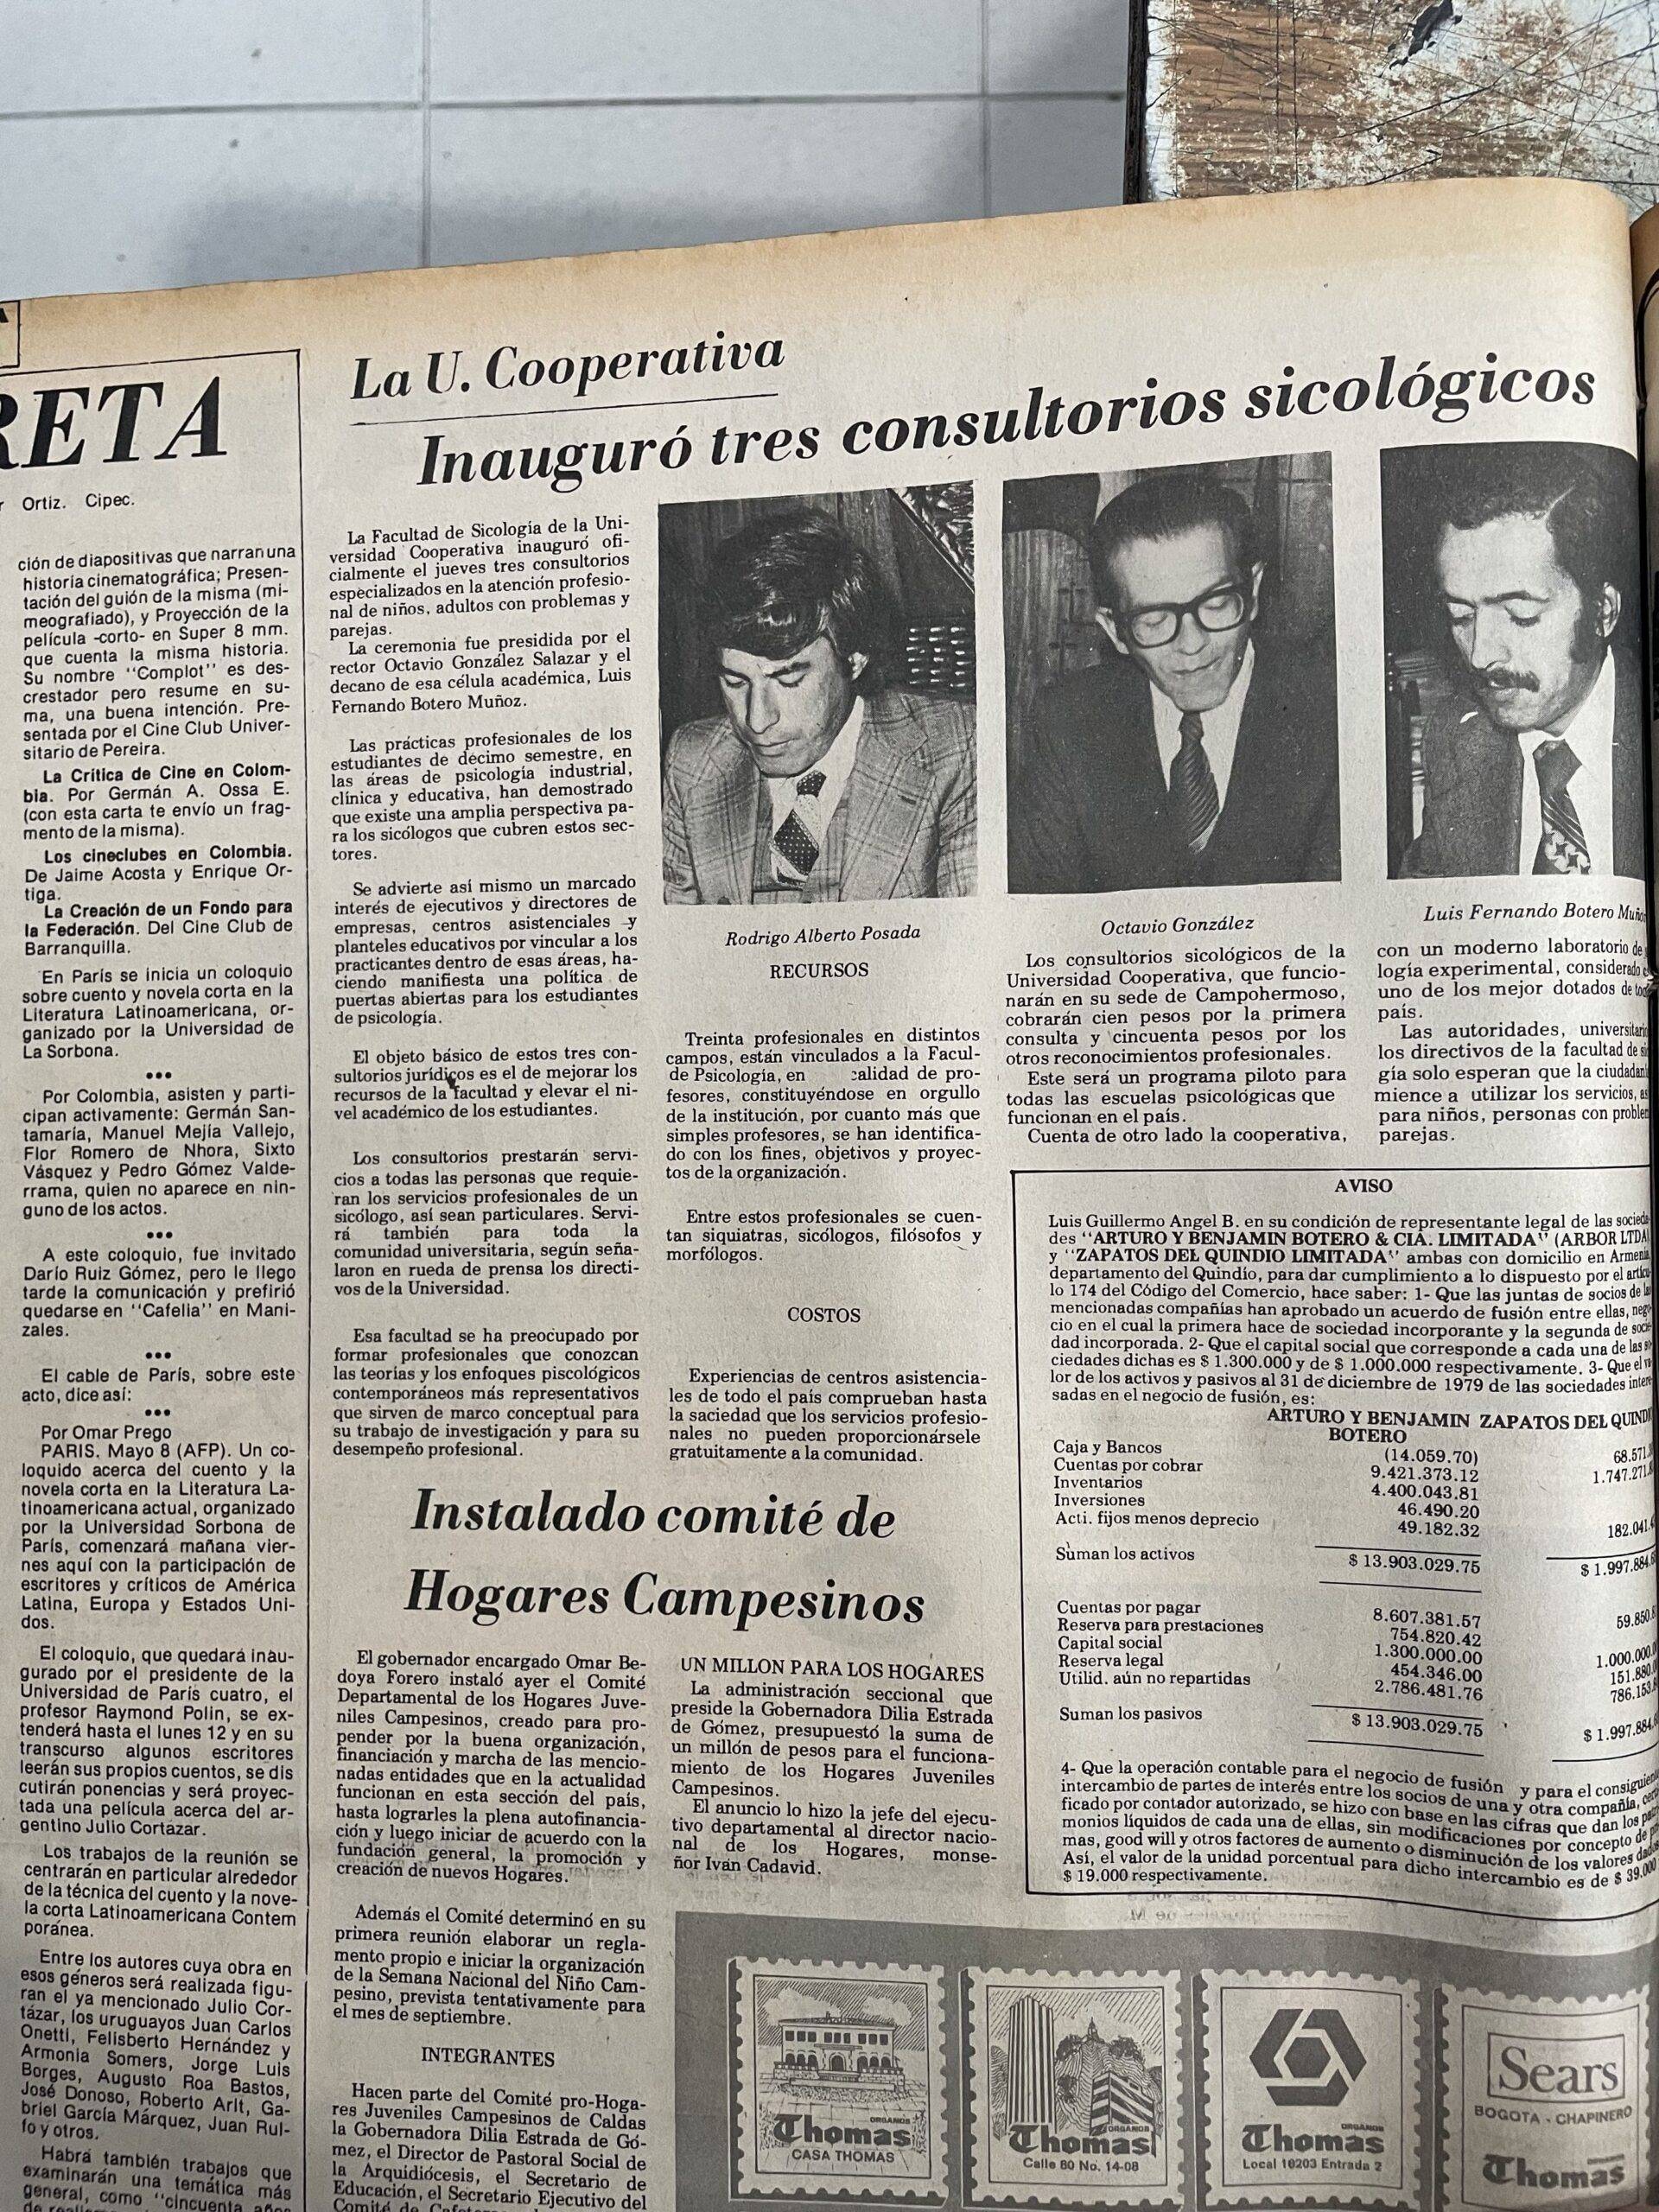 RETA
Ortiz. Cipec.
ción de diapositivas que narran una
historia cinematográfica; Presen-
tación del guión de la misma (mi-
meografiado), y Proyección de la
película -corto- en Super 8 mm.
que cuenta la misma historia.
Su nombre "Complot" es des-
crestador pero resume en su-
ma, una buena intención. Pre-
sentada por el Cine Club Univer-
sitario de Pereira.
La Crítica de Cine en Colom-
bia. Por Germán A. Ossa E.
(con esta carta te envío un frag-
mento de la misma).
Los cineclubes en Colombia.
De Jaime Acosta y Enrique Or-
tiga.
La Creación de un Fondo para
la Federación. Del Cine Club de
Barranquilla.
En París se inicia un coloquio
sobre cuento y novela corta en la
Literatura Latinoamericana, or-
ganizado por la Universidad de
La Sorbona.
•••
Por Colombia, asisten y parti-
cipan activamente: Germán San-
tamaría, Manuel Mejía Vallejo,
Flor Romero de Nhora, Sixto
Vásquez y Pedro Gómez Valde-
rrama, quien no aparece en nin-
guno de los actos.
•••
A este coloquio, fue invitado
Darío Ruiz Gómez, pero le llego
tarde la comunicación y prefirió
quedarse en "Cafelia" en Mani-
zales.
•••
El cable de París, sobre este
acto, dice así:
•••
Por Omar Prego
PARIS. Mayo 8 (AFP). Un co-
loquido acerca del cuento y la
novela corta en la Literatura La-
tinoamericana actual, organizado
por la Universidad Sorbona de
París, comenzará mañana vier-
nes aquí con la participación de
escritores y críticos de América
Latina, Europa y Estados Uni-
dos.
El coloquio, que quedará inau-
gurado por el presidente de la
Universidad de París cuatro, el
profesor Raymond Polin, se ex-
tenderá hasta el lunes 12 y en su
transcurso algunos escritores
leerán sus propios cuentos, se dis
cutirán ponencias y será proyec-
tada una película acerca del ar-
gentino Julio Cortázar.
Los trabajos de la reunión se
centrarán en particular alrededor
de la técnica del cuento y la nove-
la corta Latinoamericana Contem
poránea.
Entre los autores cuya obra en
esos géneros será realizada figu-
ran el ya mencionado Julio Cor-
tázar, los uruguayos Juan Carlos
Onetti, Felisberto Hernández y
Armonia Somers, Jorge Luis
Borges, Augusto Roa Bastos,
José Donoso, Roberto Arlt, Ga-
briel García Márquez, Juan Rul-
fo y otros.
Habrá también trabajos que
examinarán una temática más
general, como "cincuenta años
La U. Cooperativa
Inauguró tres consultorios sicológicos
La Facultad de Sicología de la Uni-
versidad Cooperativa inauguró ofi-
cialmente el jueves tres consultorios
especializados en la atención profesio-
nal de niños, adultos con problemas y
parejas.
La ceremonia fue presidida por el
rector Octavio González Salazar y el
decano de esa célula académica, Luis
Fernando Botero Muñoz.
Las prácticas profesionales de los
estudiantes de décimo semestre, en
las áreas de psicología industrial,
clínica y educativa, han demostrado
que existe una amplia perspectiva pa-
ra los sicólogos que cubren estos sec-
tores.
Se advierte así mismo un marcado
interés de ejecutivos y directores de
empresas, centros asistenciales y
planteles educativos por vincular a los
practicantes dentro de esas áreas, ha-
ciendo manifiesta una política de
puertas abiertas para los estudiantes
de psicología.
El objeto básico de estos tres con-
sultorios jurídicos es el de mejorar los
recursos de la facultad y elevar el ni-
vel académico de los estudiantes.
Los consultorios prestarán servi-
cios a todas las personas que requie-
ran los servicios profesionales de un
sicólogo, así sean particulares. Servi-
rá también para toda la
comunidad universitaria, según seña-
laron en rueda de prensa los directi-
vos de la Universidad.
Esa facultad se ha preocupado por
formar profesionales que conozcan
las teorías y los enfoques piscológicos
contemporáneos más representativos
que sirven de marco conceptual para
su trabajo de investigación y para su
desempeño profesional.
Rodrigo Alberto Posada
RECURSOS
Treinta profesionales en distintos
campos, están vinculados a la Facul-
de Psicología, en calidad de pro-
fesores, constituyéndose en orgullo
de la institución, por cuanto más que
simples profesores, se han identifica-
do con los fines, objetivos y proyec-
tos de la organización.
Entre estos profesionales se cuen-
tan siquiatras, sicólogos, filósofos y
morfólogos.
COSTOS
Experiencias de centros asistencia-
les de todo el país comprueban hasta
la saciedad que los servicios profesio-
nales no pueden proporcionársele
gratuitamente a la comunidad.
Octavio González
Los consultorios sicológicos de la
Universidad Cooperativa, que funcio-
narán en su sede de Campohermoso,
cobrarán cien pesos por la primera
consulta y cincuenta pesos por los
otros reconocimientos profesionales.
Este será un programa piloto para
todas las escuelas psicológicas que
funcionan en el país.
Cuenta de otro lado la cooperativa,
Luis Fernando Botero Muñoz
con un moderno laboratorio de
logía experimental, considerado
uno de los mejor dotados de todo
país.
Las autoridades, universitari
los directivos de la facultad de si
gía solo esperan que la ciudadaní
mience a utilizar los servicios, as
para niños, personas con problem
parejas.
Instalado comité de
Hogares Campesinos
El gobernador encargado Omar Be-
doya Forero instaló ayer el Comité
Departamental de los Hogares Juve-
niles Campesinos, creado para pro-
pender por la buena organización,
financiación y marcha de las mencio-
nadas entidades que en la actualidad
funcionan en esta sección del país,
hasta lograrles la plena autofinancia-
ción y luego iniciar de acuerdo con la
fundación general, la promoción y
creación de nuevos Hogares.
Además el Comité determinó en su
primera reunión elaborar un regla-
mento propio e iniciar la organización
de la Semana Nacional del Niño Cam-
pesino, prevista tentativamente para
el mes de septiembre.
INTEGRANTES
Hacen parte del Comité pro-Hoga-
res Juveniles Campesinos de Caldas
la Gobernadora Dilia Estrada de Gó-
mez, el Director de Pastoral Social de
la Arquidiócesis, el Secretario de
Educación, el Secretario Ejecutivo del
UN MILLON PARA LOS HOGARES
La administración seccional que
preside la Gobernadora Dilia Estrada
de Gómez, presupuestó la suma de
un millón de pesos para el funciona-
miento de los Hogares Juveniles
Campesinos.
El anuncio lo hizo la jefe del ejecu-
tivo departamental al director nacio-
nal de los Hogares, monse-
ñor Iván Cadavid.
AVISO
Luis Guillermo Angel B. en su condición de representante legal de las socieda-
des "ARTURO Y BENJAMIN BOTERO & CIA. LIMITADA" (ARBOR LTDA)
y "ZAPATOS DEL QUINDIO LIMITADA" ambas con domicilio en Armenia,
departamento del Quindío, para dar cumplimiento a lo dispuesto por el artícu-
lo 174 del Código del Comercio, hace saber: 1- Que las juntas de socios de las
mencionadas compañías han aprobado un acuerdo de fusión entre ellas, nego-
cio en el cual la primera hace de sociedad incorporante y la segunda de socie-
dad incorporada. 2- Que el capital social que corresponde a cada una de las so-
ciedades dichas es $ 1.300.000 y de $ 1.000.000 respectivamente. 3- Que el va-
lor de los activos y pasivos al 31 de diciembre de 1979 de las sociedades intere-
sadas en el negocio de fusión, es:
ARTURO Y BENJAMIN ZAPATOS DEL QUINDI
BOTERO
Caja y Bancos (14.059.70) 68.571.
Cuentas por cobrar 9.421.373.12 1.747.271.
Inventarios 4.400.043.81
Inversiones 46.490.20
Acti. fijos menos deprecio 49.182.32 182.041.
Suman los activos $ 13.903.029.75 $ 1.997.884.
Cuentas por pagar 8.607.381.57 59.850.
Reserva para prestaciones 754.820.42
Capital social 1.300.000.00 1.000.000.
Reserva legal 454.346.00 151.880.
Utilid. aún no repartidas 2.786.481.76 786.153.
Suman los pasivos $ 13.903.029.75 $ 1.997.884.
4- Que la operación contable para el negocio de fusión y para el consiguien
intercambio de partes de interés entre los socios de una y otra compañía, cert
ficado por contador autorizado, se hizo con base en las cifras que dan los pat
monios líquidos de cada una de ellas, sin modificaciones por concepto de
mas, good will y otros factores de aumento o disminución de los valores dados
Así, el valor de la unidad porcentual para dicho intercambio es de $ 39.000
$ 19.000 respectivamente.
ORGANOS
Thomas
CASA THOMAS
ORGANOS
Thomas
Calle 80 No. 14-08
ORGANOS
Thomas
Local 10203 Entrada 2
Sears
BOGOTA - CHAPINERO
Thomas